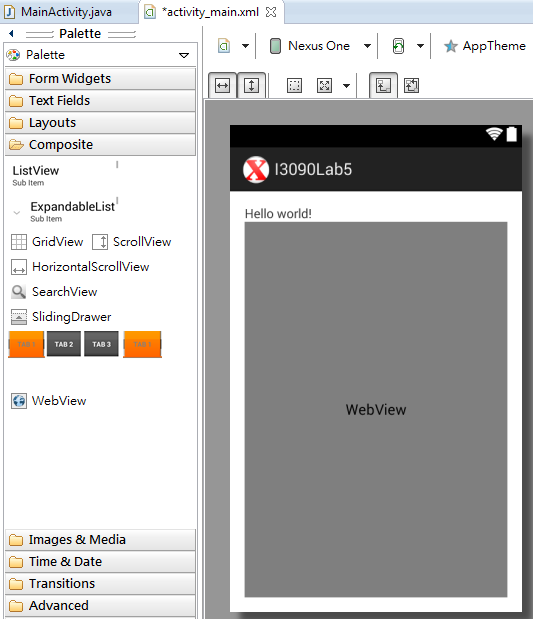 MainActivity.java
*activity_main.xml
Palette
Palette
Form Widgets
Text Fields
Layouts
Composite
ListView
Sub Item
ExpandableList
Sub Item
GridView ScrollView
HorizontalScrollView
SearchView
SlidingDrawer
TAB 1 TAB 2 TAB 3 TAB 1
WebView
Images & Media
Time & Date
Transitions
Advanced
Nexus One
AppTheme
I3090Lab5
Hello world!
WebView